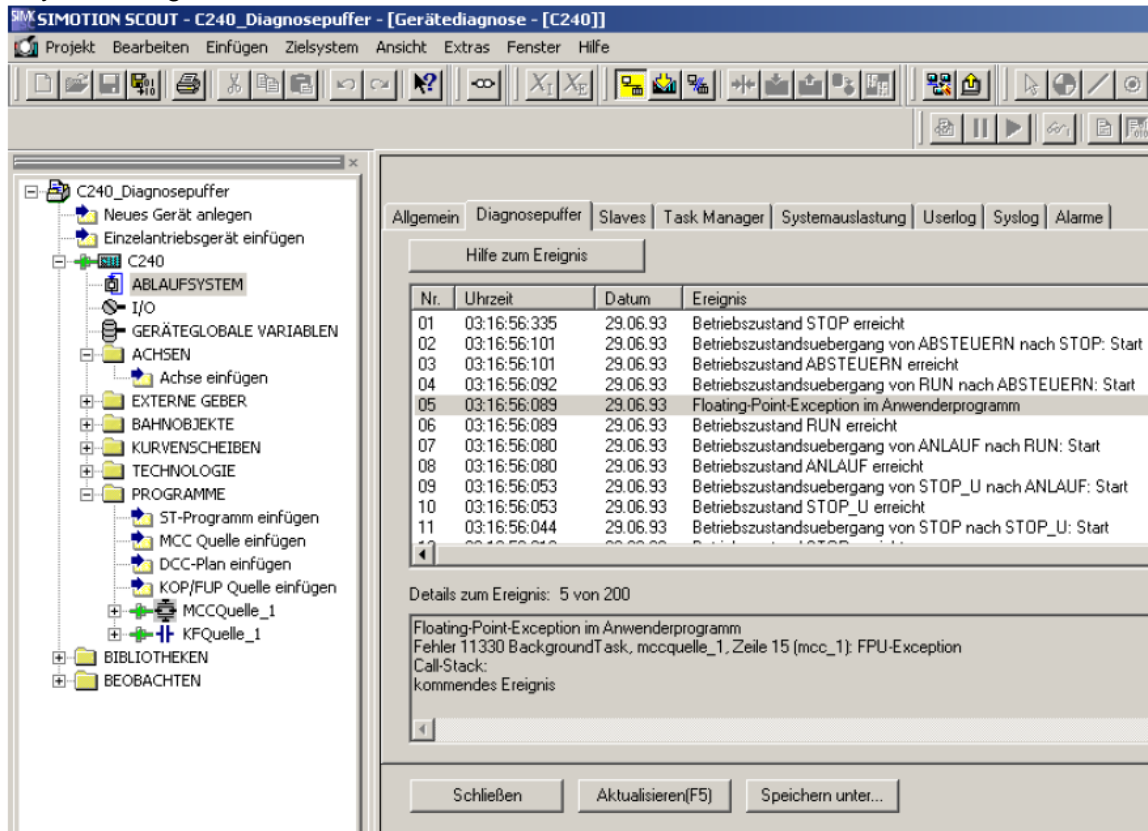 SIMOTION SCOUT - C240_Diagnosepuffer - [Gerätediagnose - [C240]]
Projekt Bearbeiten Einfügen Zielsystem Ansicht Extras Fenster Hilfe
C240_Diagnosepuffer
Neues Gerät anlegen
Einzelantriebsgerät einfügen
C240
ABLAUFSYSTEM
I/O
GERÄTEGLOBALE VARIABLEN
ACHSEN
Achse einfügen
EXTERNE GEBER
BAHNOBJEKTE
KURVENSCHEIBEN
TECHNOLOGIE
PROGRAMME
ST-Programm einfügen
MCC Quelle einfügen
DCC-Plan einfügen
KOP/FUP Quelle einfügen
MCCQuelle_1
KFQuelle_1
BIBLIOTHEKEN
BEOBACHTEN
Allgemein Diagnosepuffer Slaves Task Manager Systemauslastung Userlog Syslog Alarme
Hilfe zum Ereignis
Nr. Uhrzeit Datum Ereignis
01 03:16:56:335 29.06.93 Betriebszustand STOP erreicht
02 03:16:56:101 29.06.93 Betriebszustandsuebergang von ABSTEUERN nach STOP: Start
03 03:16:56:101 29.06.93 Betriebszustand ABSTEUERN erreicht
04 03:16:56:092 29.06.93 Betriebszustandsuebergang von RUN nach ABSTEUERN: Start
05 03:16:56:089 29.06.93 Floating-Point-Exception im Anwenderprogramm
06 03:16:56:089 29.06.93 Betriebszustand RUN erreicht
07 03:16:56:080 29.06.93 Betriebszustandsuebergang von ANLAUF nach RUN: Start
08 03:16:56:080 29.06.93 Betriebszustand ANLAUF erreicht
09 03:16:56:053 29.06.93 Betriebszustandsuebergang von STOP_U nach ANLAUF: Start
10 03:16:56:053 29.06.93 Betriebszustand STOP_U erreicht
11 03:16:56:044 29.06.93 Betriebszustandsuebergang von STOP nach STOP_U: Start
Details zum Ereignis: 5 von 200
Floating-Point-Exception im Anwenderprogramm
Fehler 11330 BackgroundTask, mccquelle_1, Zeile 15 (mcc_1): FPU-Exception
Call-Stack:
kommendes Ereignis
Schließen Aktualisieren(F5) Speichern unter...